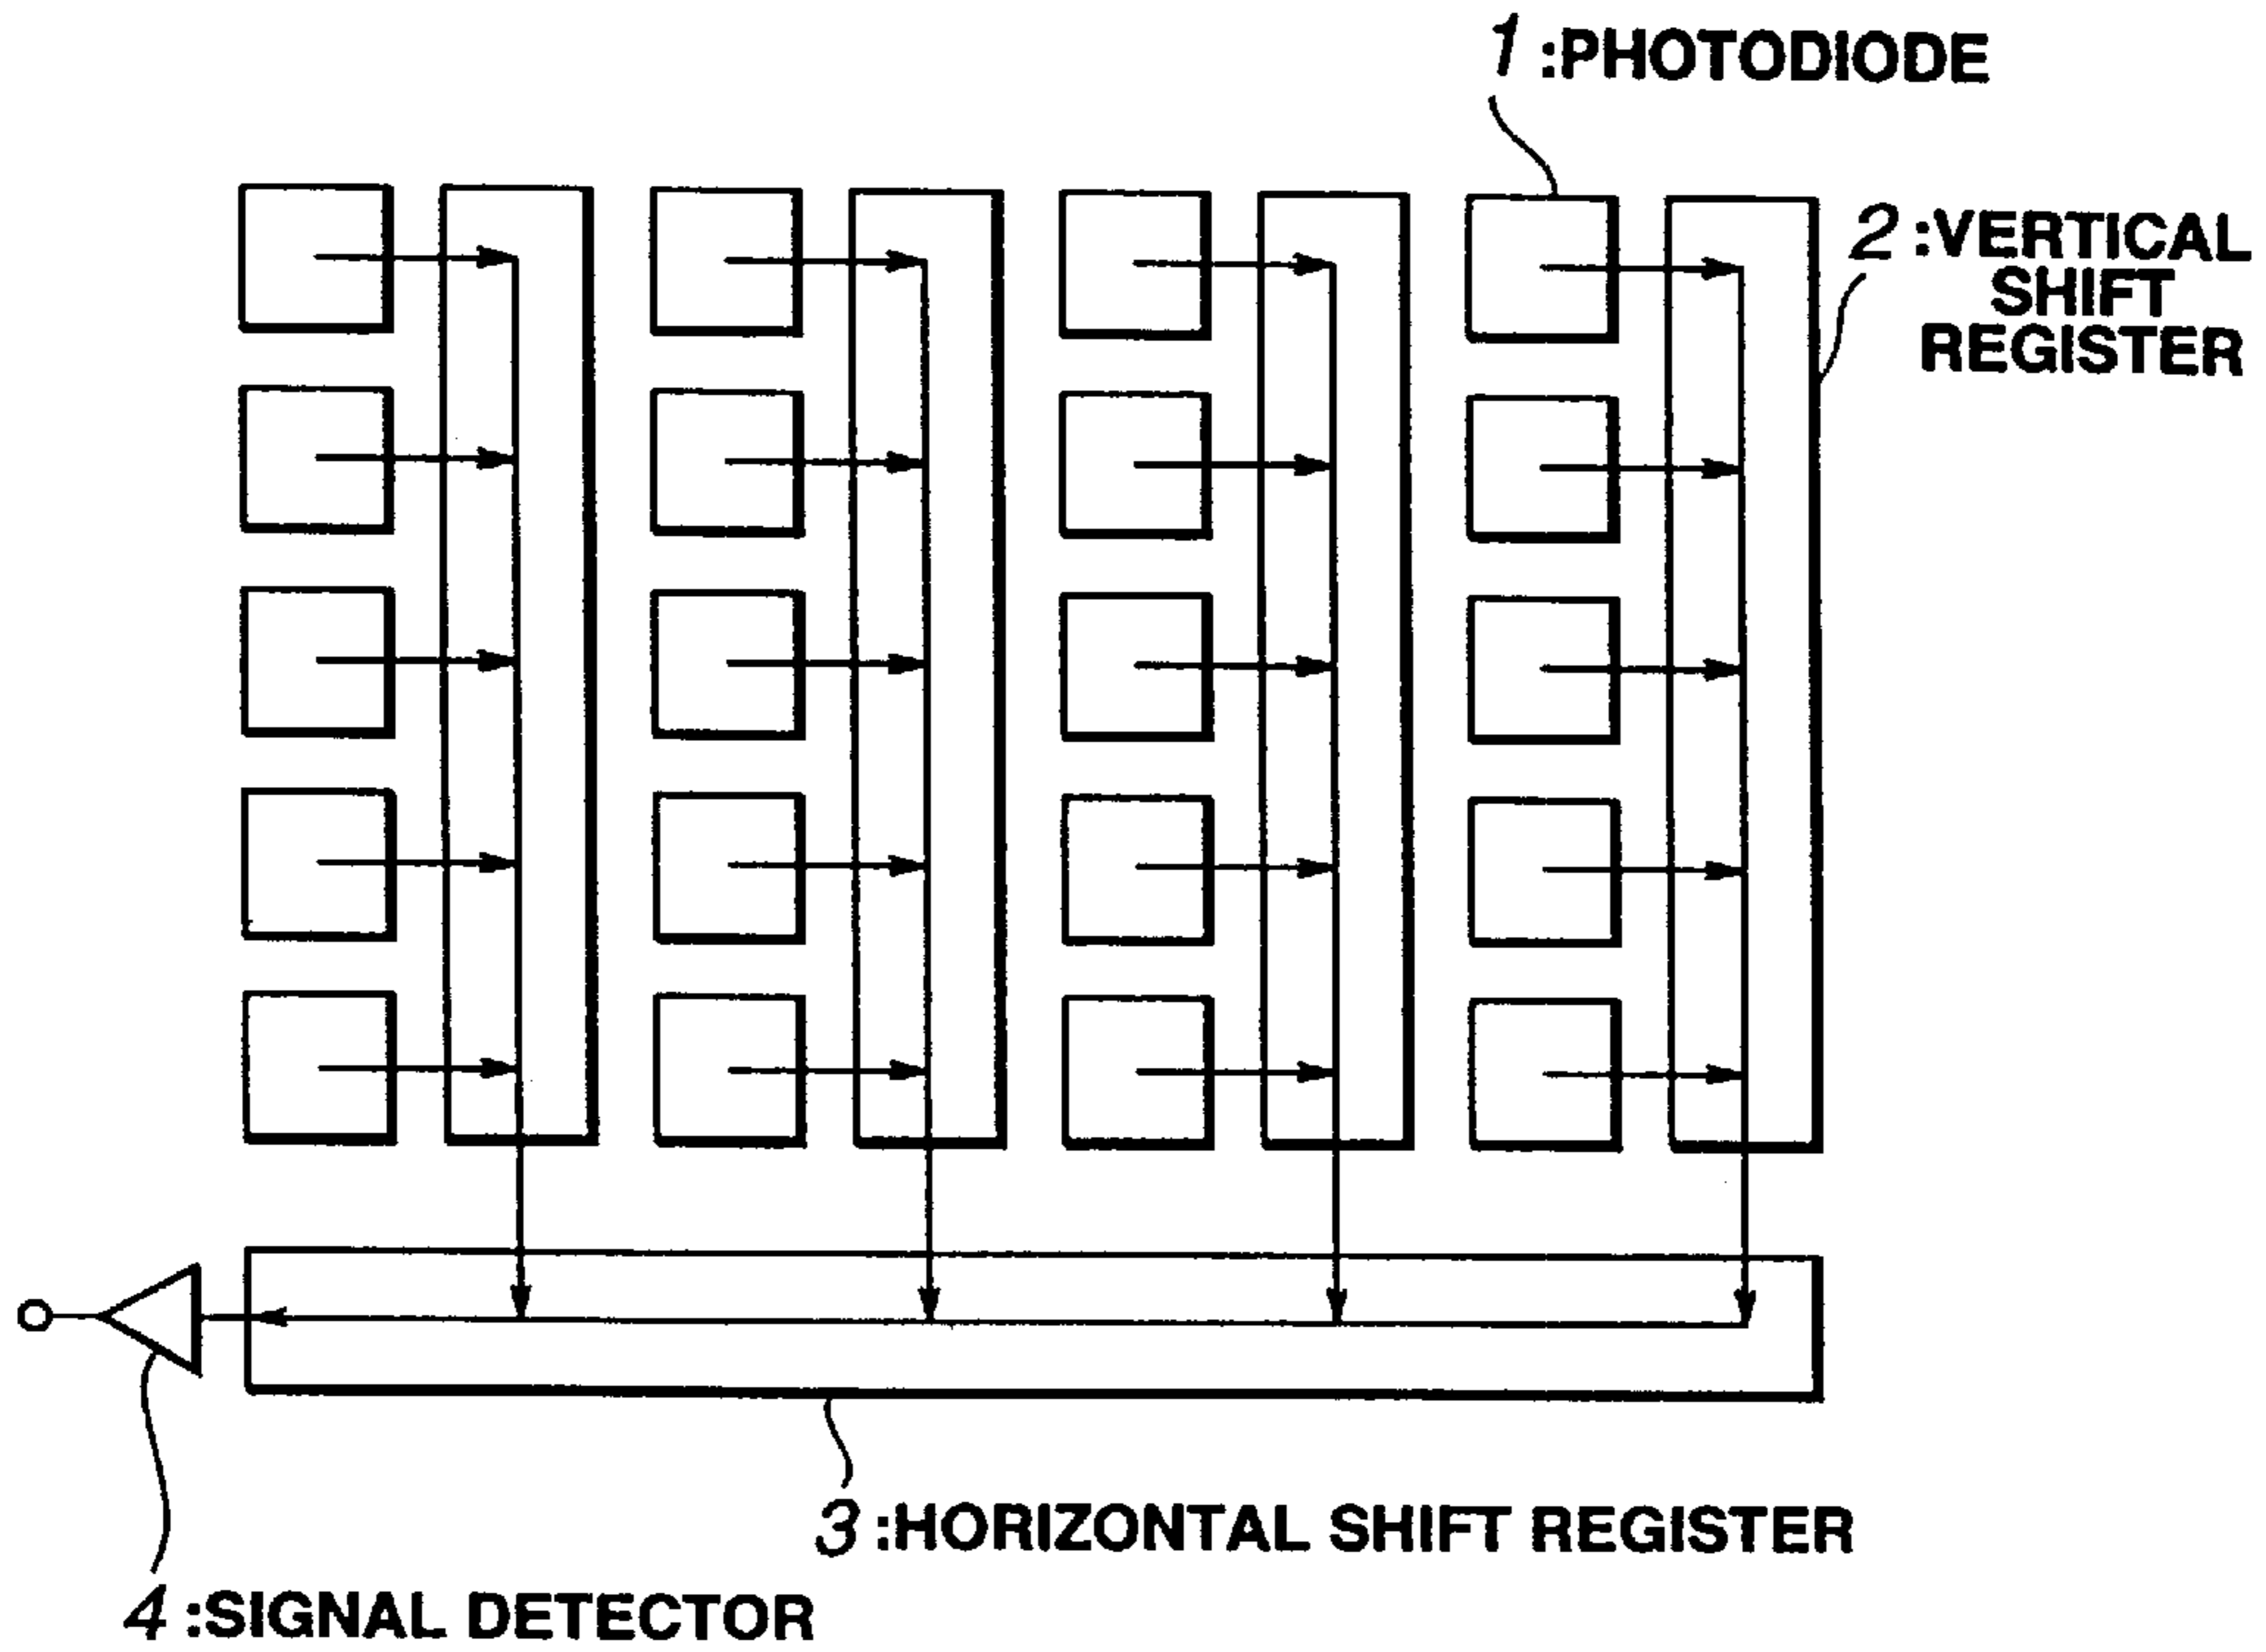 1:PHOTODIODE
2:VERTICAL
SHIFT
REGISTER
3:HORIZONTAL SHIFT REGISTER
4:SIGNAL DETECTOR